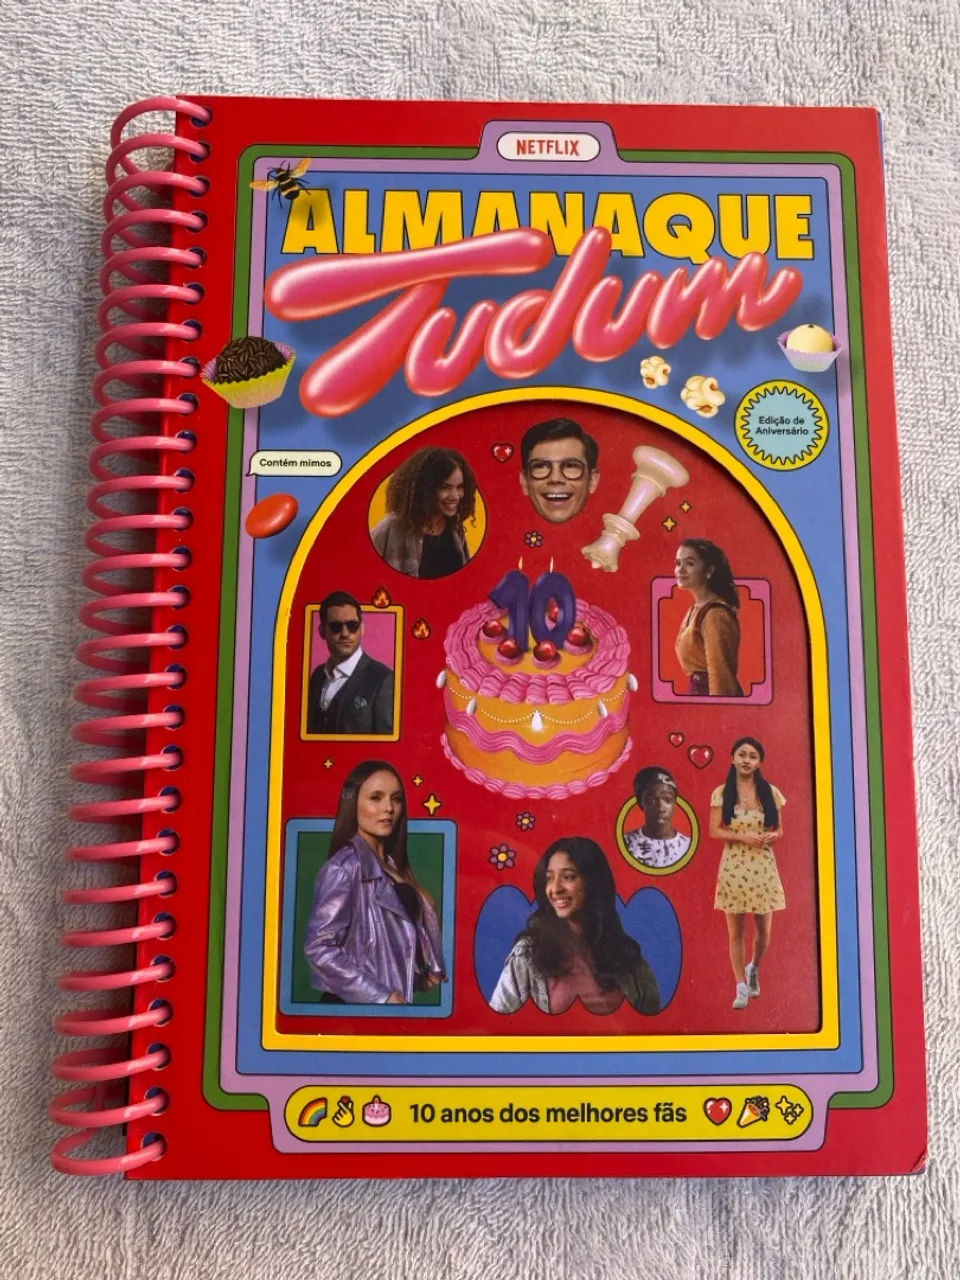 NETFLIX
ALMANAQUE
Tudum
Edição de
Aniversário
Contém mimos
10
10 anos dos melhores fãs